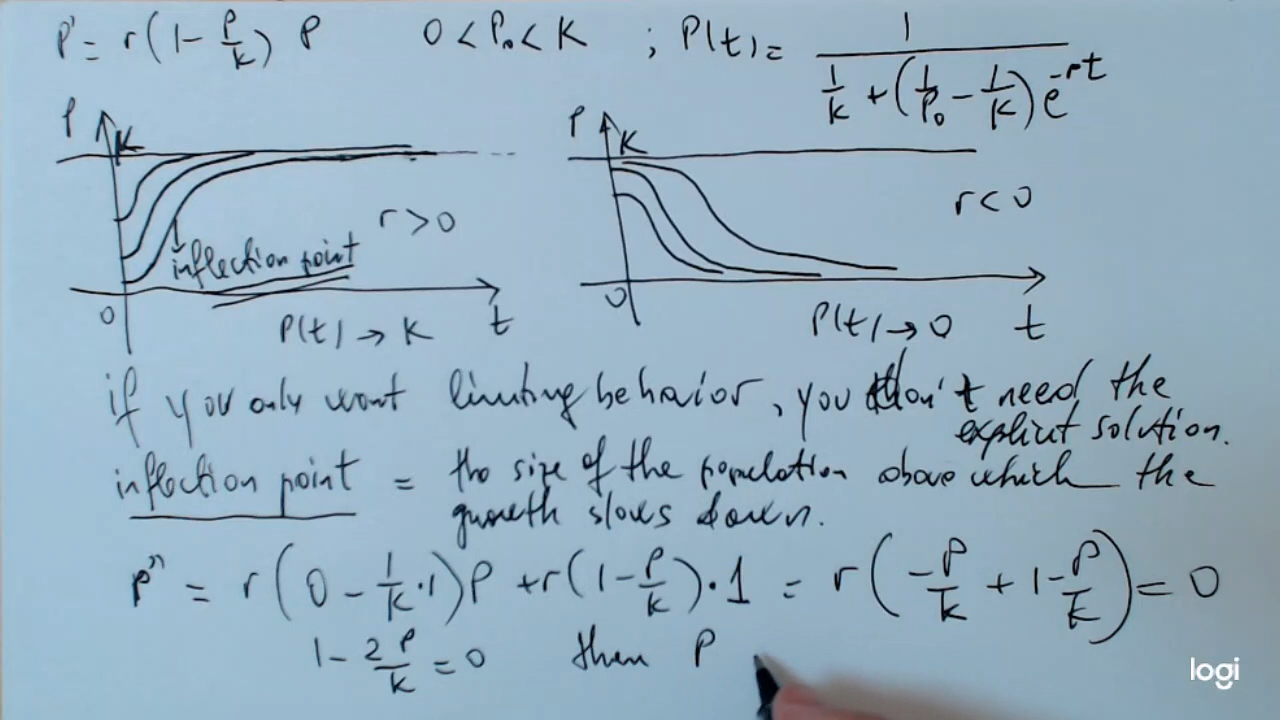 P' = r(1 - P/K) P    0 < P₀ < K    ; P(t) = 1 / (1/K + (1/P₀ - 1/K) e^(-rt))
P K r > 0
inflection point
0 P(t) → K t
P K r < 0
0 P(t) → 0 t
if you only want limiting behavior, you don't need the
explicit solution.
inflection point = the size of the population above which the
growth slows down.
P'' = r(0 - 1/K · 1)P + r(1 - P/K) · 1 = r(-P/K + 1 - P/K) = 0
1 - 2 P/K = 0    then P
logi